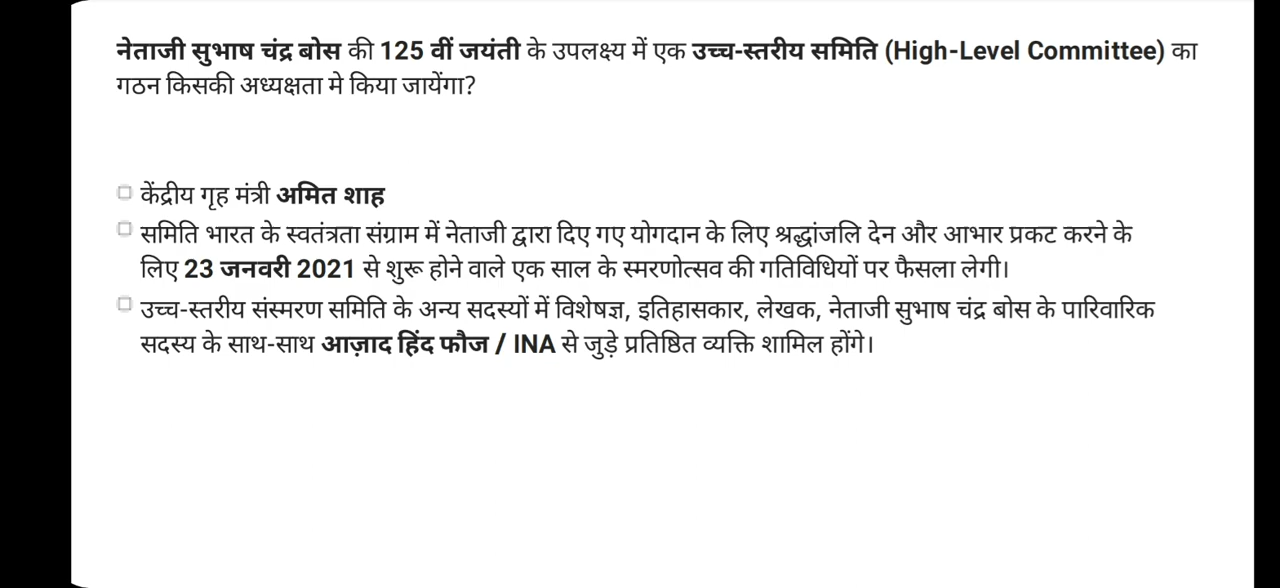 नेताजी सुभाष चंद्र बोस की 125 वीं जयंती के उपलक्ष्य में एक उच्च-स्तरीय समिति (High-Level Committee) का
गठन किसकी अध्यक्षता मे किया जायेंगा?
केंद्रीय गृह मंत्री अमित शाह
समिति भारत के स्वतंत्रता संग्राम में नेताजी द्वारा दिए गए योगदान के लिए श्रद्धांजलि देन और आभार प्रकट करने के
लिए 23 जनवरी 2021 से शुरू होने वाले एक साल के स्मरणोत्सव की गतिविधियों पर फैसला लेगी।
उच्च-स्तरीय संस्मरण समिति के अन्य सदस्यों में विशेषज्ञ, इतिहासकार, लेखक, नेताजी सुभाष चंद्र बोस के पारिवारिक
सदस्य के साथ-साथ आज़ाद हिंद फौज / INA से जुड़े प्रतिष्ठित व्यक्ति शामिल होंगे।